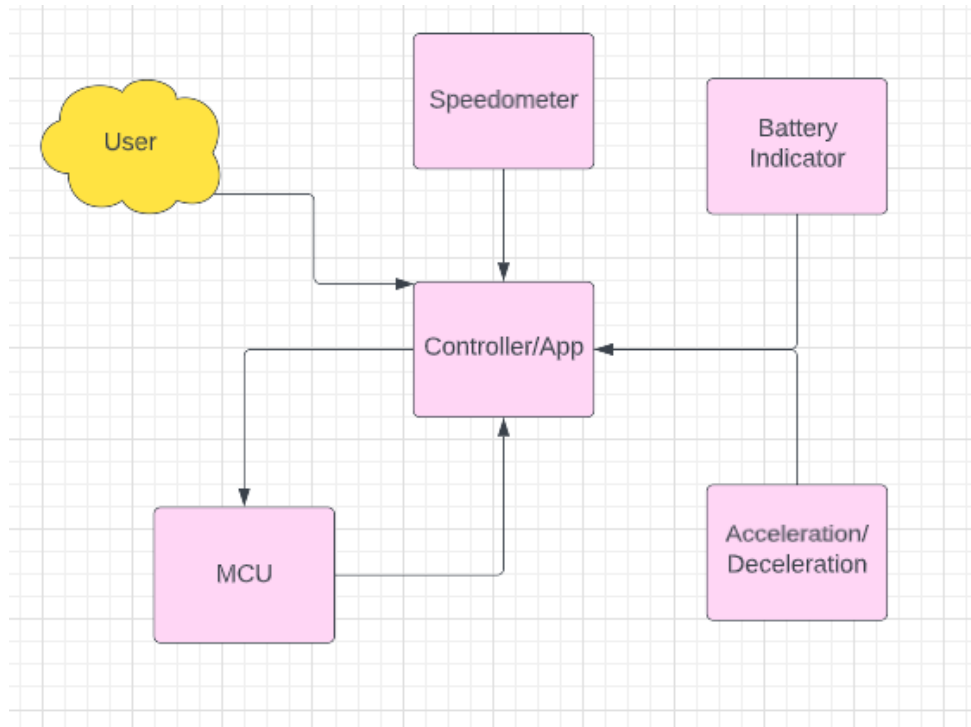 User
Speedometer
Battery
Indicator
Controller/App
MCU
Acceleration/
Deceleration